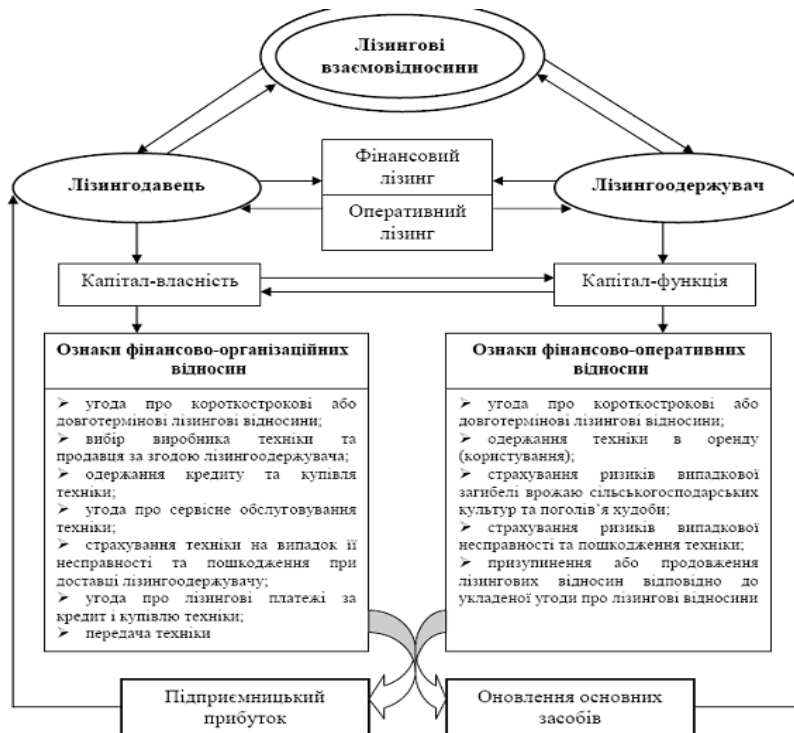 Лізингові
взаємовідносини
Лізингодавець
Фінансовий
лізинг
Оперативний
лізинг
Лізингоодержувач
Капітал-власність
Капітал-функція
Ознаки фінансово-організаційних
відносин
➢ угода про короткострокові або
довготермінові лізингові відносини;
➢ вибір виробника техніки та
продавця за згодою лізингоодержувача;
➢ одержання кредиту та купівля
техніки;
➢ угода про сервісне обслуговування
техніки;
➢ страхування техніки на випадок її
несправності та пошкодження при
доставці лізингоодержувачу;
➢ угода про лізингові платежі за
кредит і купівлю техніки;
➢ передача техніки
Ознаки фінансово-оперативних
відносин
➢ угода про короткострокові або
довготермінові лізингові відносини;
➢ одержання техніки в оренду
(користування);
➢ страхування ризиків випадкової
загибелі врожаю сільськогосподарських
культур та поголів’я худоби;
➢ страхування ризиків випадкової
несправності та пошкодження техніки;
➢ призупинення або продовження
лізингових відносин відповідно до
укладеної угоди про лізингові відносини
Підприємницький
прибуток
Оновлення основних
засобів